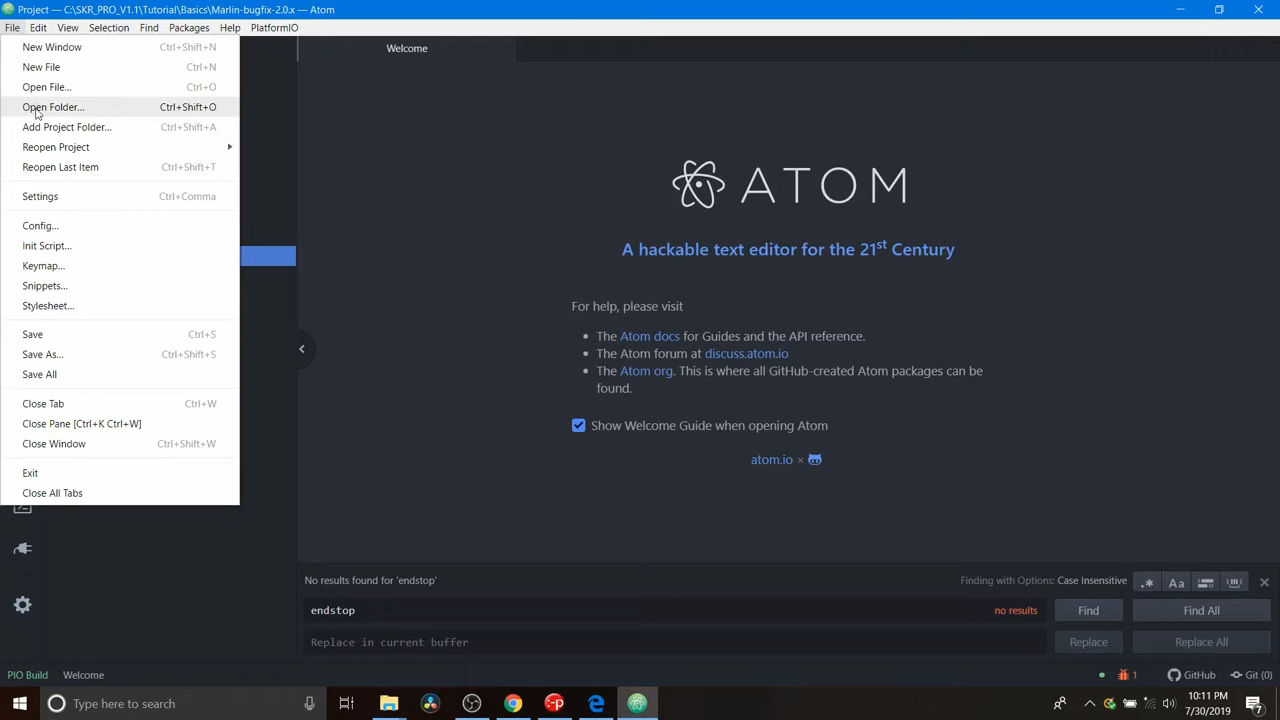 Project — C:\SKR_PRO_V1.1\Tutorial\Basics\Marlin-bugfix-2.0.x — Atom
File Edit View Selection Find Packages Help PlatformIO
New Window Ctrl+Shift+N
New File Ctrl+N
Open File... Ctrl+O
Open Folder... Ctrl+Shift+O
Add Project Folder... Ctrl+Shift+A
Reopen Project
Reopen Last Item Ctrl+Shift+T
Settings Ctrl+Comma
Config...
Init Script...
Keymap...
Snippets...
Stylesheet...
Save Ctrl+S
Save As... Ctrl+Shift+S
Save All
Close Tab Ctrl+W
Close Pane [Ctrl+K Ctrl+W]
Close Window Ctrl+Shift+W
Exit
Close All Tabs
Welcome
ATOM
A hackable text editor for the 21st Century
For help, please visit
• The Atom docs for Guides and the API reference.
• The Atom forum at discuss.atom.io
• The Atom org. This is where all GitHub-created Atom packages can be
found.
Show Welcome Guide when opening Atom
atom.io ×
No results found for 'endstop' Finding with Options: Case Insensitive .* Aa
endstop no results Find Find All
Replace in current buffer Replace Replace All
PIO Build Welcome 1 GitHub Git (0)
Type here to search
10:11 PM
7/30/2019
7